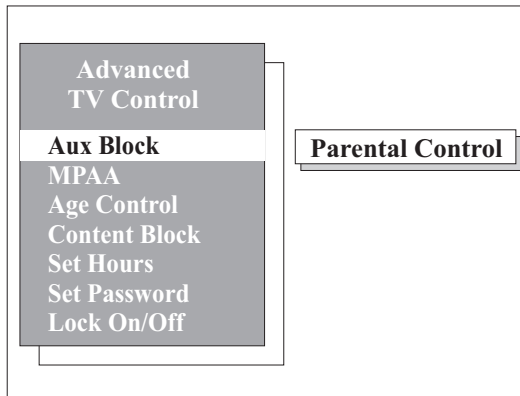 Advanced
TV Control
Aux Block
MPAA
Age Control
Content Block
Set Hours
Set Password
Lock On/Off
Parental Control